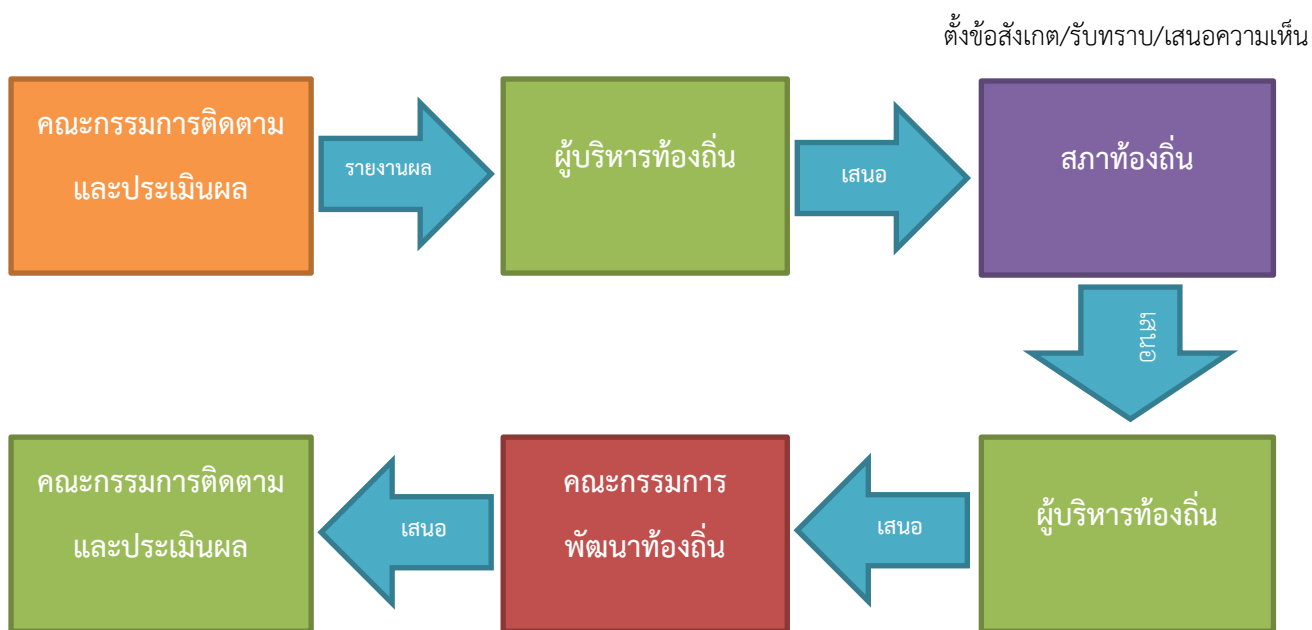 ตั้งข้อสังเกต/รับทราบ/เสนอความเห็น
คณะกรรมการติดตาม
และประเมินผล
รายงานผล
ผู้บริหารท้องถิ่น
เสนอ
สภาท้องถิ่น
เสนอ
ผู้บริหารท้องถิ่น
เสนอ
คณะกรรมการ
พัฒนาท้องถิ่น
เสนอ
คณะกรรมการติดตาม
และประเมินผล